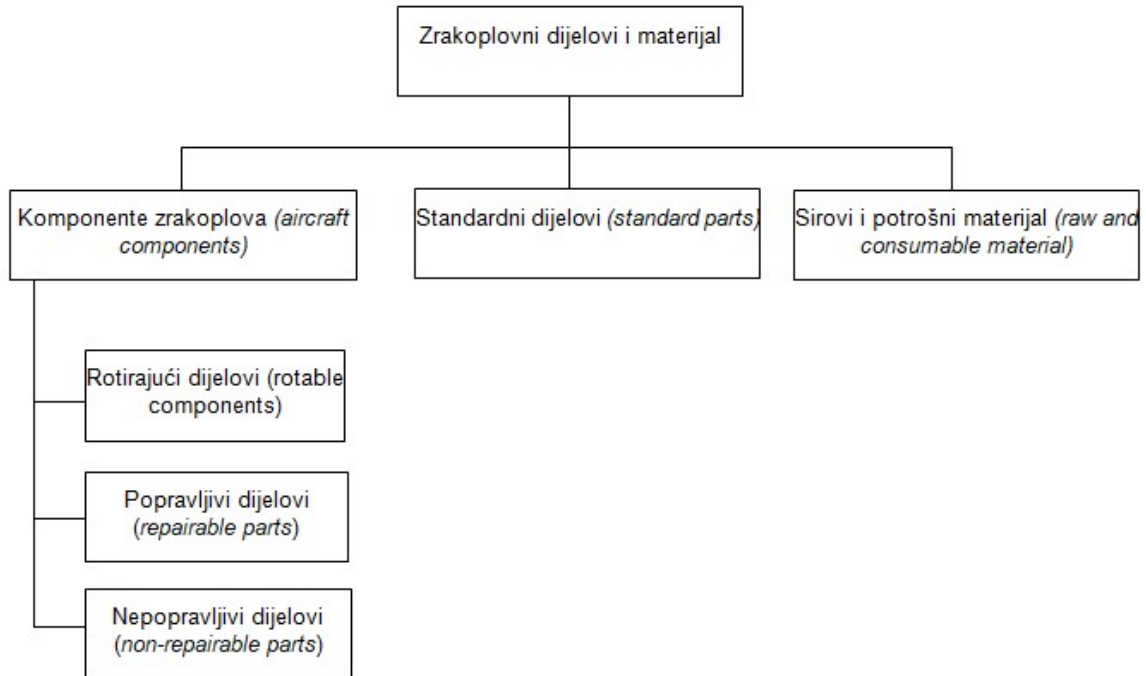 Zrakoplovni dijelovi i materijal
Komponente zrakoplova (aircraft
components)
Standardni dijelovi (standard parts)
Sirovi i potrošni materijal (raw and
consumable material)
Rotirajući dijelovi (rotable
components)
Popravljivi dijelovi
(repairable parts)
Nepopravljivi dijelovi
(non-repairable parts)